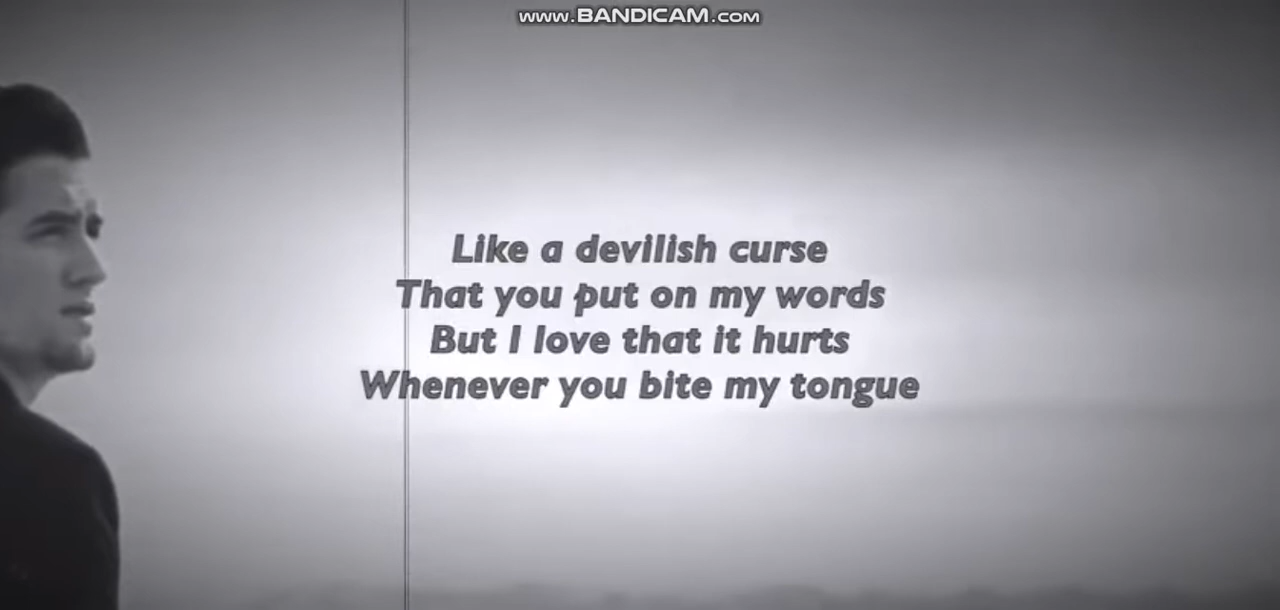 www.BANDICAM.com
Like a devilish curse
That you put on my words
But I love that it hurts
Whenever you bite my tongue